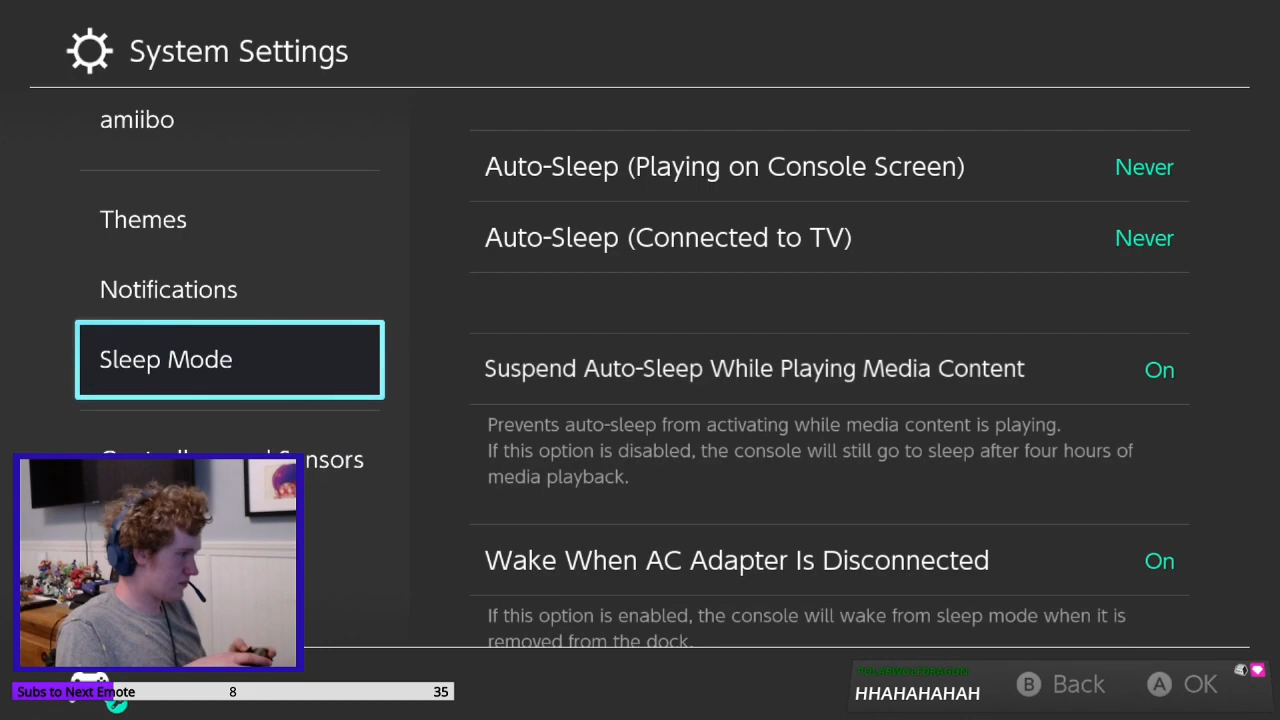 System Settings
amiibo
Themes
Notifications
Sleep Mode
Auto-Sleep (Playing on Console Screen) Never
Auto-Sleep (Connected to TV) Never
Suspend Auto-Sleep While Playing Media Content On
Prevents auto-sleep from activating while media content is playing.
If this option is disabled, the console will still go to sleep after four hours of
media playback.
Wake When AC Adapter Is Disconnected On
If this option is enabled, the console will wake from sleep mode when it is
removed from the dock.
Subs to Next Emote 8 35
HHAHAHAHAH
B Back A OK